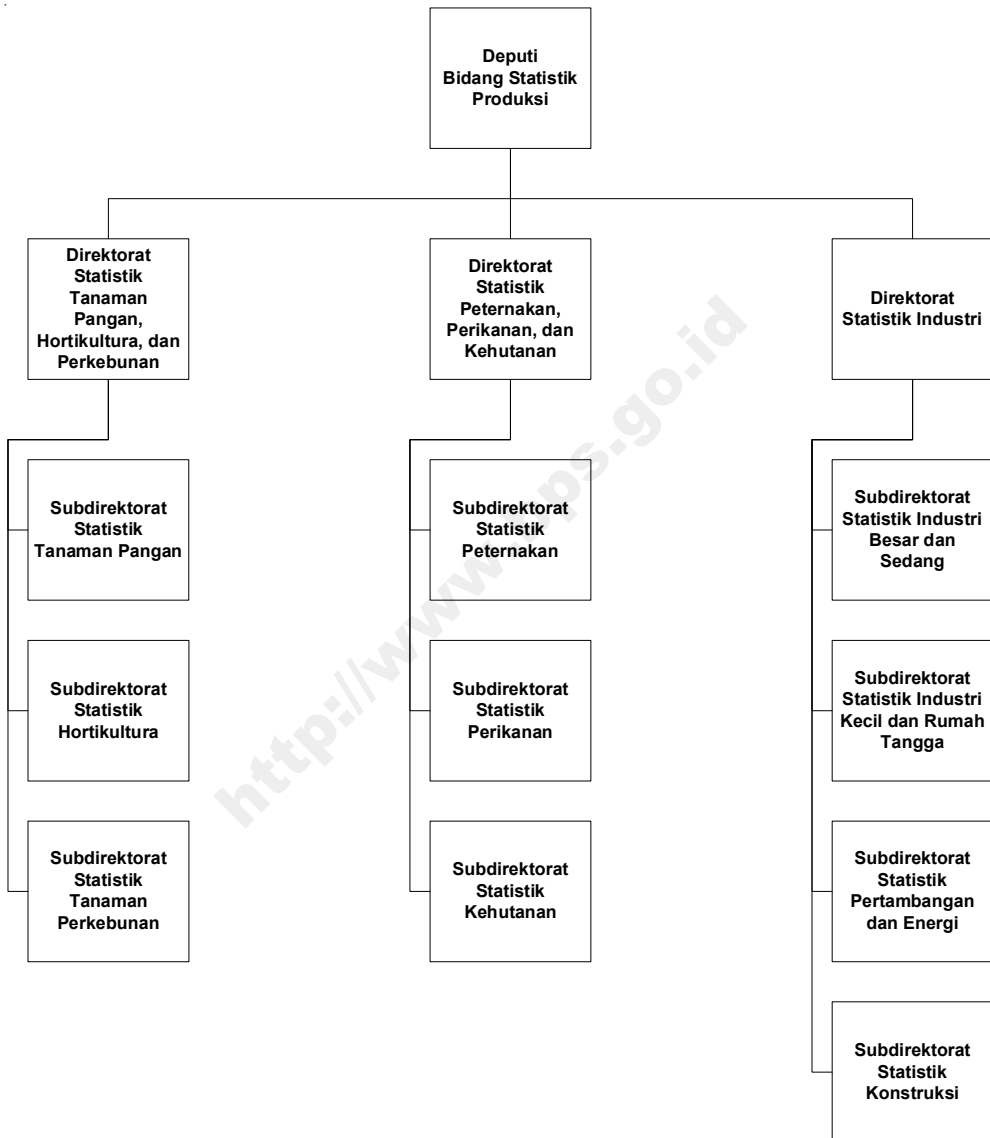 Deputi
Bidang Statistik
Produksi
Direktorat
Statistik
Tanaman
Pangan,
Hortikultura, dan
Perkebunan
Direktorat
Statistik
Peternakan,
Perikanan, dan
Kehutanan
Direktorat
Statistik Industri
Subdirektorat
Statistik
Tanaman Pangan
Subdirektorat
Statistik
Peternakan
Subdirektorat
Statistik Industri
Besar dan
Sedang
Subdirektorat
Statistik
Hortikultura
Subdirektorat
Statistik
Perikanan
Subdirektorat
Statistik Industri
Kecil dan Rumah
Tangga
Subdirektorat
Statistik
Tanaman
Perkebunan
Subdirektorat
Statistik
Kehutanan
Subdirektorat
Statistik
Pertambangan
dan Energi
Subdirektorat
Statistik
Konstruksi
http://www.bps.go.id